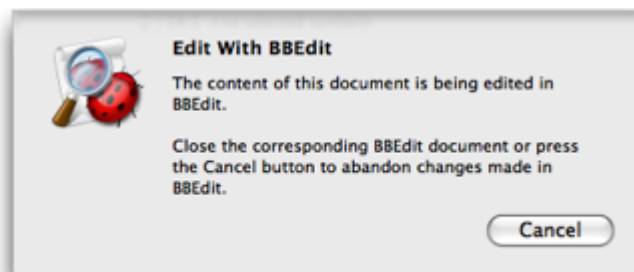 Edit With BBEdit
The content of this document is being edited in
BBEdit.
Close the corresponding BBEdit document or press
the Cancel button to abandon changes made in
BBEdit.
Cancel